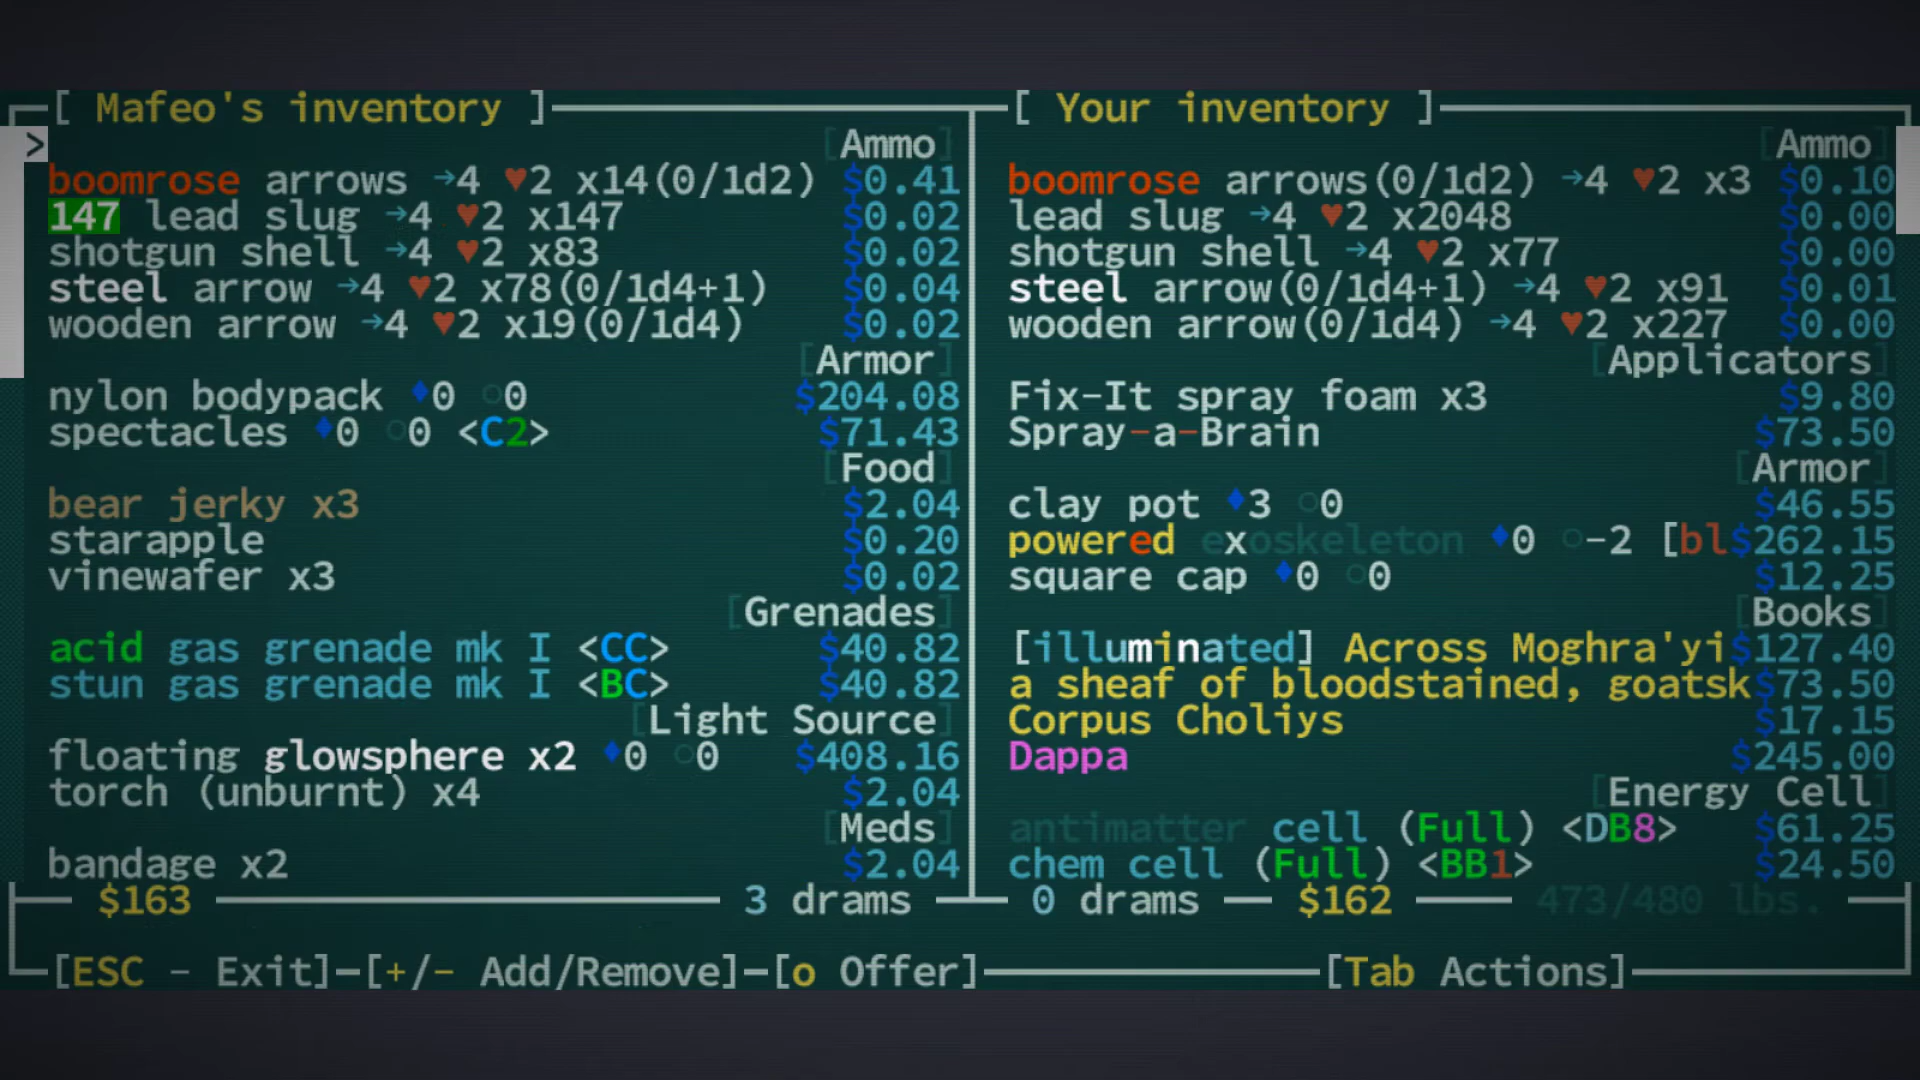 [ Mafeo's inventory ]
> [Ammo]
boomrose arrows →4 ♥2 x14(0/1d2) $0.41
147 lead slug →4 ♥2 x147 $0.02
shotgun shell →4 ♥2 x83 $0.02
steel arrow →4 ♥2 x78(0/1d4+1) $0.04
wooden arrow →4 ♥2 x19(0/1d4) $0.02
[Armor]
nylon bodypack ♦0 ○0 $204.08
spectacles ♦0 ○0 <C2> $71.43
[Food]
bear jerky x3 $2.04
starapple $0.20
vinewafer x3 $0.02
[Grenades]
acid gas grenade mk I <CC> $40.82
stun gas grenade mk I <BC> $40.82
[Light Source]
floating glowsphere x2 ♦0 ○0 $408.16
torch (unburnt) x4 $2.04
[Meds]
bandage x2 $2.04
$163 3 drams
[ Your inventory ]
[Ammo]
boomrose arrows(0/1d2) →4 ♥2 x3 $0.10
lead slug →4 ♥2 x2048 $0.00
shotgun shell →4 ♥2 x77 $0.00
steel arrow(0/1d4+1) →4 ♥2 x91 $0.01
wooden arrow(0/1d4) →4 ♥2 x227 $0.00
[Applicators]
Fix-It spray foam x3 $9.80
Spray-a-Brain $73.50
[Armor]
clay pot ♦3 ○0 $46.55
powered exoskeleton ♦0 ○-2 [bl $262.15
square cap ♦0 ○0 $12.25
[Books]
[illuminated] Across Moghra'yi $127.40
a sheaf of bloodstained, goatsk $73.50
Corpus Choliys $17.15
Dappa $245.00
[Energy Cell]
antimatter cell (Full) <DB8> $61.25
chem cell (Full) <BB1> $24.50
0 drams $162 473/480 lbs.
[ESC - Exit]-[+/- Add/Remove]-[o Offer] [Tab Actions]